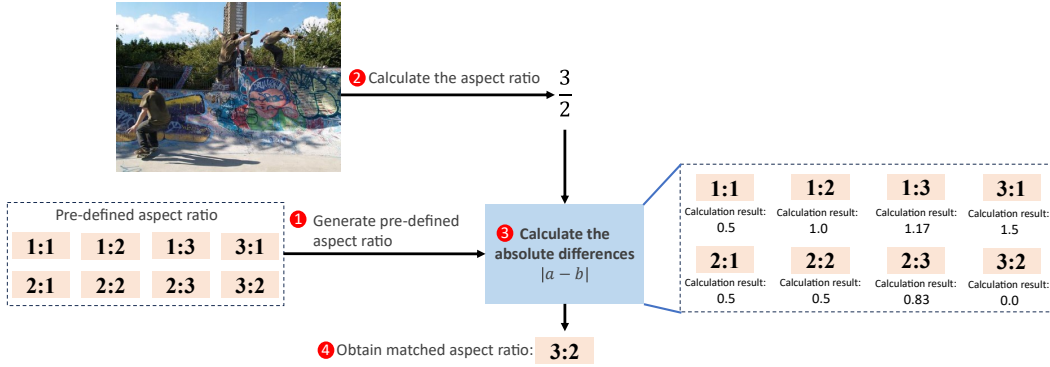 2 Calculate the aspect ratio
3
2
Pre-defined aspect ratio
1:1 1:2 1:3 3:1
2:1 2:2 2:3 3:2
1 Generate pre-defined
aspect ratio
3 Calculate the
absolute differences
|a − b|
1:1 1:2 1:3 3:1
Calculation result: Calculation result: Calculation result: Calculation result:
0.5 1.0 1.17 1.5
2:1 2:2 2:3 3:2
Calculation result: Calculation result: Calculation result: Calculation result:
0.5 0.5 0.83 0.0
4 Obtain matched aspect ratio: 3:2